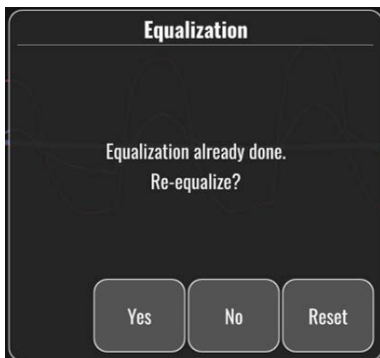 Equalization
Equalization already done.
Re-equalize?
Yes
No
Reset